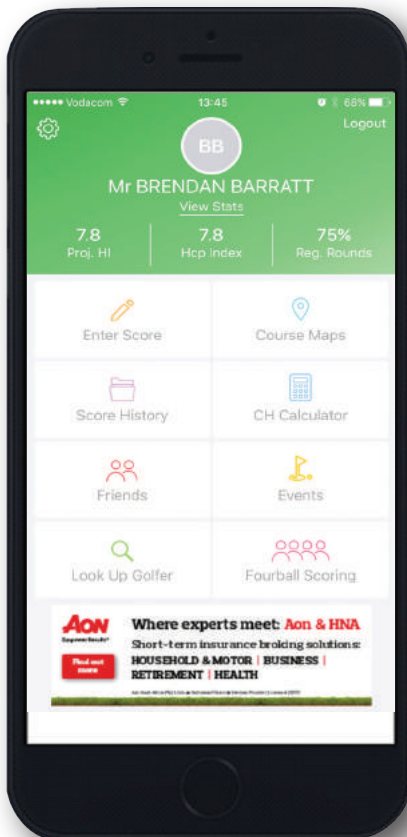 Vodacom 13:45 68%
Logout
BB
Mr BRENDAN BARRATT
View Stats
7.8 7.8 75%
Proj. HI Hcp Index Reg. Rounds
Enter Score Course Maps
Score History CH Calculator
Friends Events
Look Up Golfer Fourball Scoring
AON Where experts meet: Aon & HNA
Empower Results® Short-term insurance broking solutions:
Find out HOUSEHOLD & MOTOR | BUSINESS |
more RETIREMENT | HEALTH